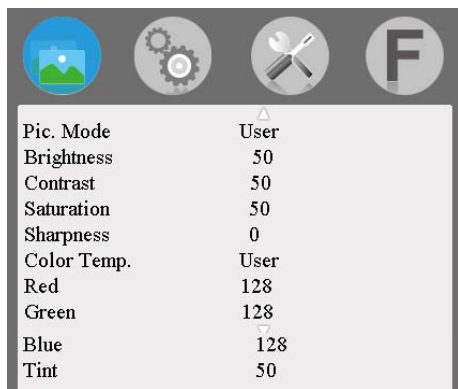 F
Pic. Mode User
Brightness 50
Contrast 50
Saturation 50
Sharpness 0
Color Temp. User
Red 128
Green 128
Blue 128
Tint 50